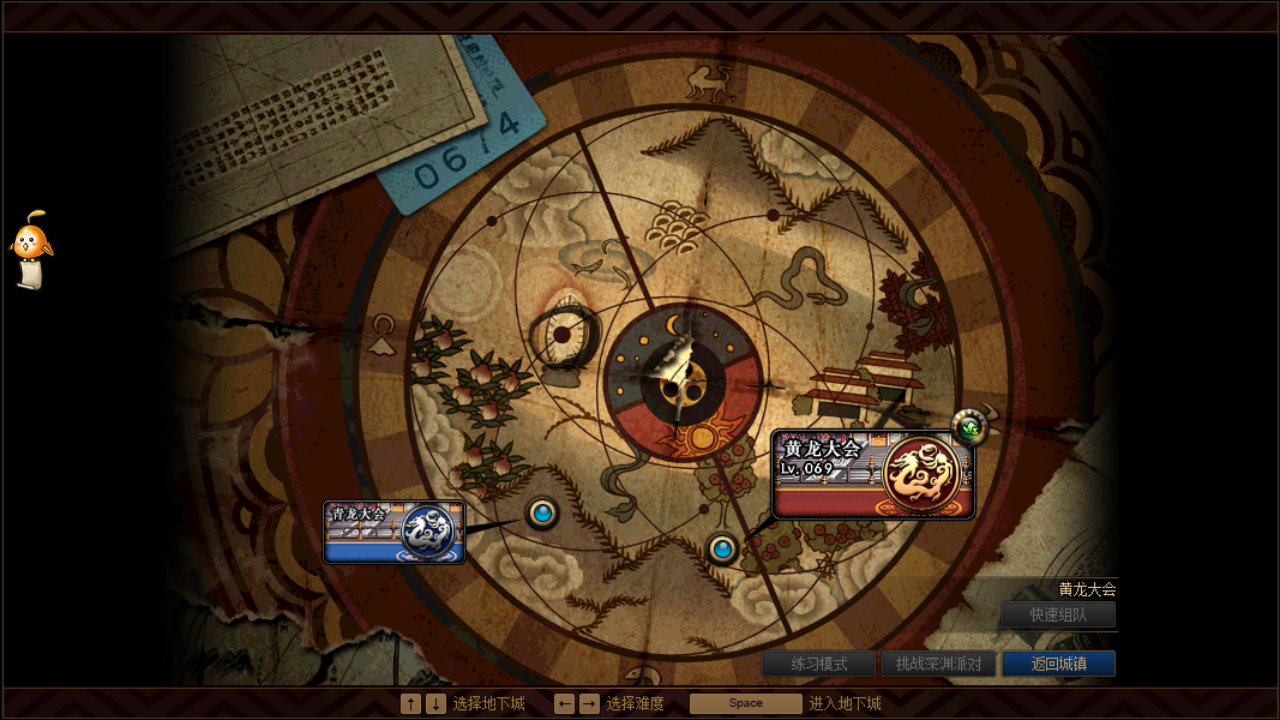 0674
黄龙大会
Lv. 069
青龙大会
黄龙大会
快速组队
练习模式
挑战深渊派对
返回城镇
↑ ↓ 选择地下城 ← → 选择难度 Space 进入地下城